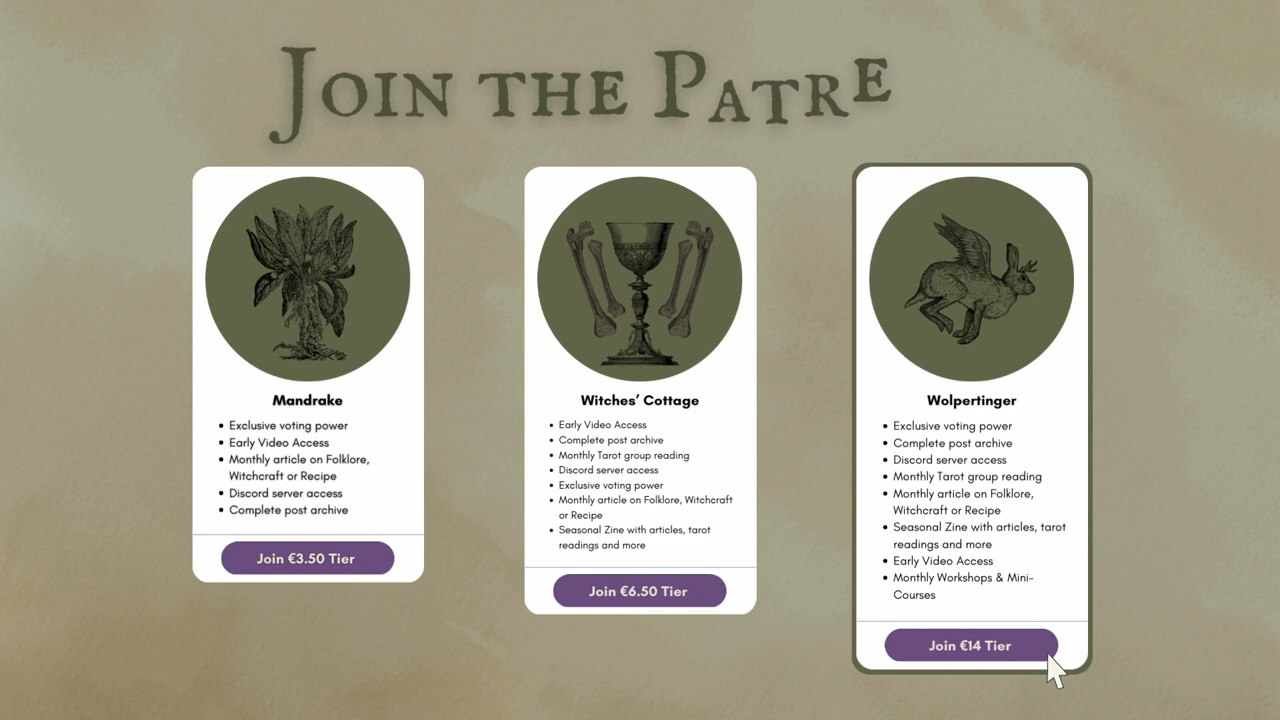 Join the Patre
Mandrake
Exclusive voting power
Early Video Access
Monthly article on Folklore,
Witchcraft or Recipe
Discord server access
Complete post archive
Join €3.50 Tier
Witches’ Cottage
Early Video Access
Complete post archive
Monthly Tarot group reading
Discord server access
Exclusive voting power
Monthly article on Folklore, Witchcraft
or Recipe
Seasonal Zine with articles, tarot
readings and more
Join €6.50 Tier
Wolpertinger
Exclusive voting power
Complete post archive
Discord server access
Monthly Tarot group reading
Monthly article on Folklore,
Witchcraft or Recipe
Seasonal Zine with articles, tarot
readings and more
Early Video Access
Monthly Workshops & Mini-
Courses
Join €14 Tier